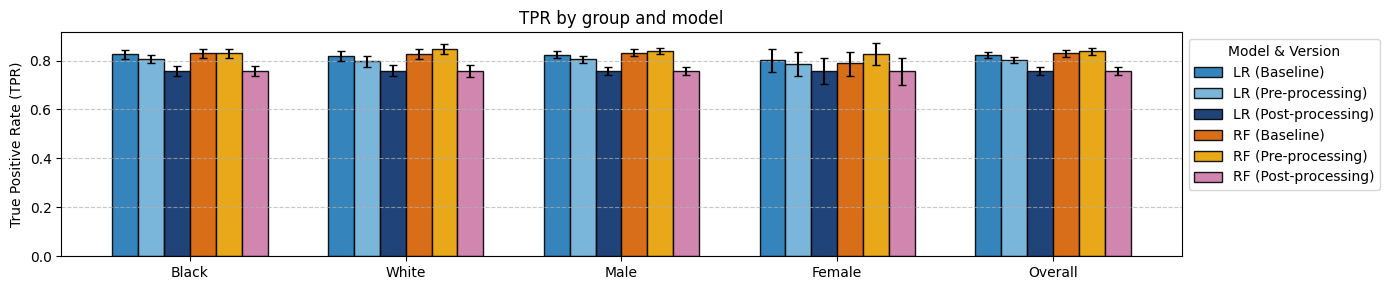 TPR by group and model
True Positive Rate (TPR)
0.8
0.6
0.4
0.2
0.0
Black
White
Male
Female
Overall
Model & Version
LR (Baseline)
LR (Pre-processing)
LR (Post-processing)
RF (Baseline)
RF (Pre-processing)
RF (Post-processing)